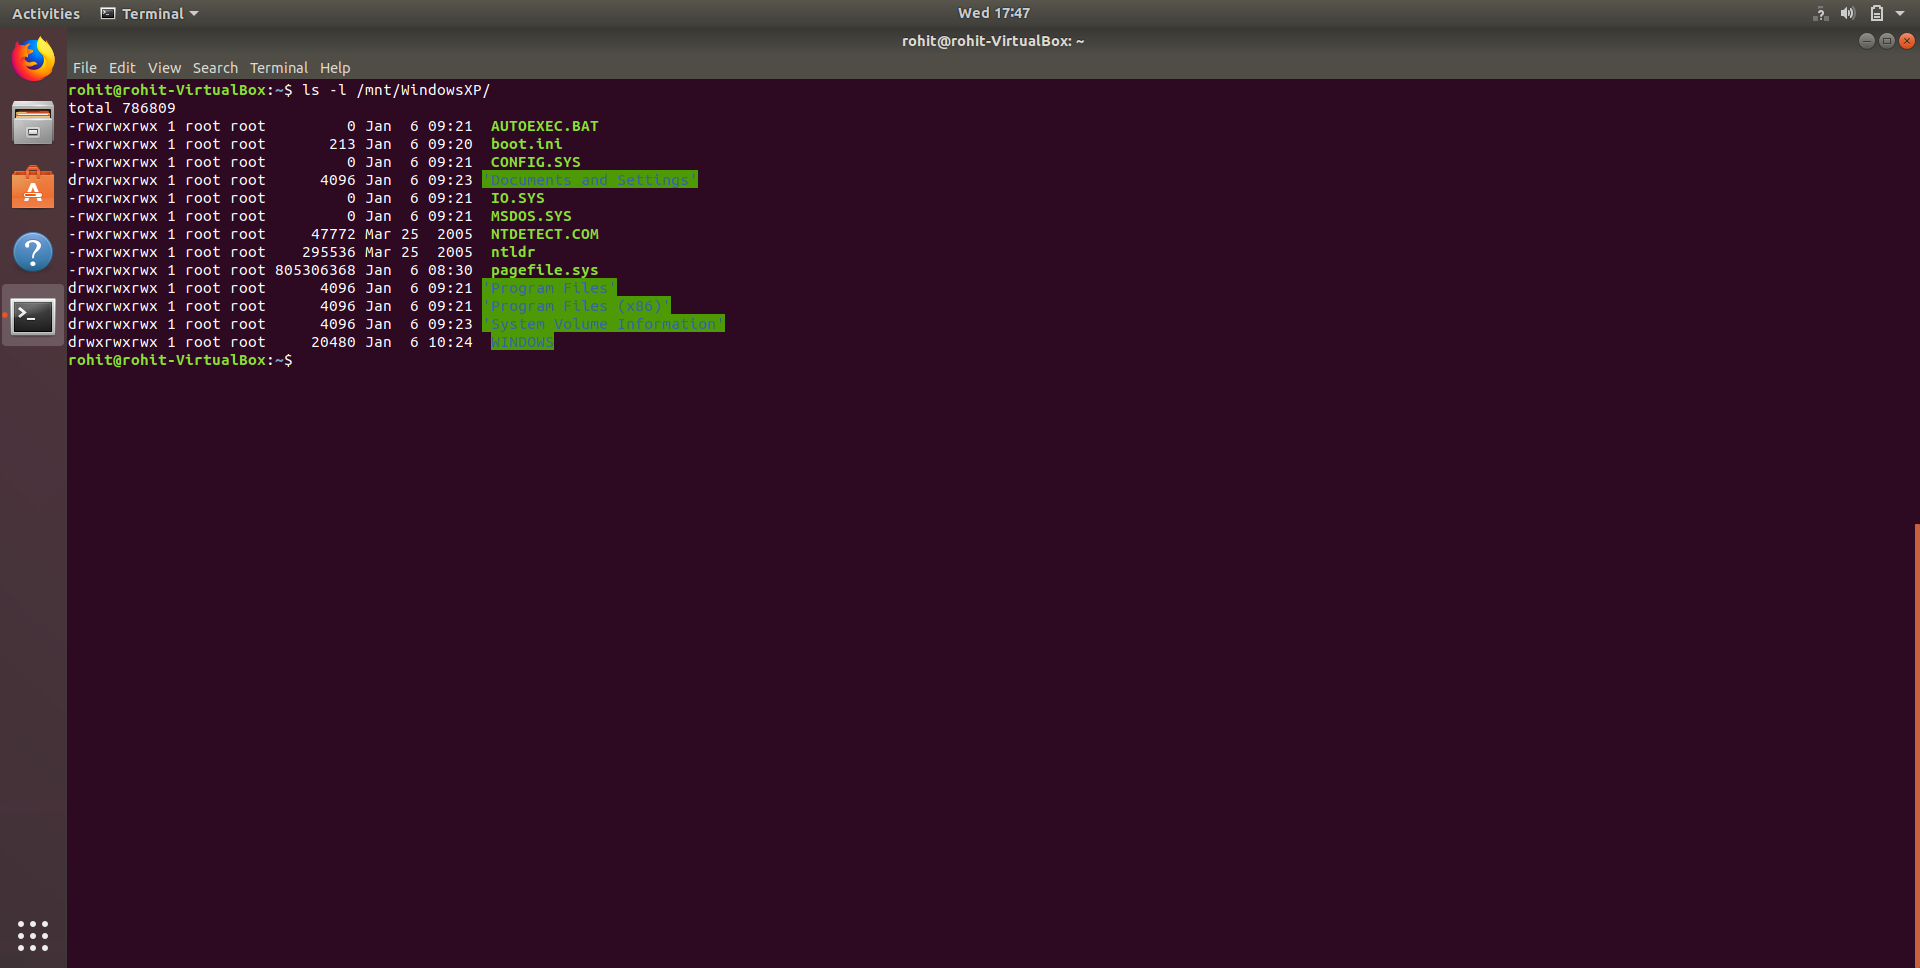 Activities Terminal Wed 17:47
rohit@rohit-VirtualBox: ~
File Edit View Search Terminal Help
rohit@rohit-VirtualBox:~$ ls -l /mnt/WindowsXP/
total 786809
-rwxrwxrwx 1 root root         0 Jan  6 09:21  AUTOEXEC.BAT
-rwxrwxrwx 1 root root       213 Jan  6 09:20  boot.ini
-rwxrwxrwx 1 root root         0 Jan  6 09:21  CONFIG.SYS
drwxrwxrwx 1 root root      4096 Jan  6 09:23 'Documents and Settings'
-rwxrwxrwx 1 root root         0 Jan  6 09:21  IO.SYS
-rwxrwxrwx 1 root root         0 Jan  6 09:21  MSDOS.SYS
-rwxrwxrwx 1 root root     47772 Mar 25  2005  NTDETECT.COM
-rwxrwxrwx 1 root root    295536 Mar 25  2005  ntldr
-rwxrwxrwx 1 root root 805306368 Jan  6 08:30  pagefile.sys
drwxrwxrwx 1 root root      4096 Jan  6 09:21 'Program Files'
drwxrwxrwx 1 root root      4096 Jan  6 09:21 'Program Files (x86)'
drwxrwxrwx 1 root root      4096 Jan  6 09:23 'System Volume Information'
drwxrwxrwx 1 root root     20480 Jan  6 10:24  WINDOWS
rohit@rohit-VirtualBox:~$